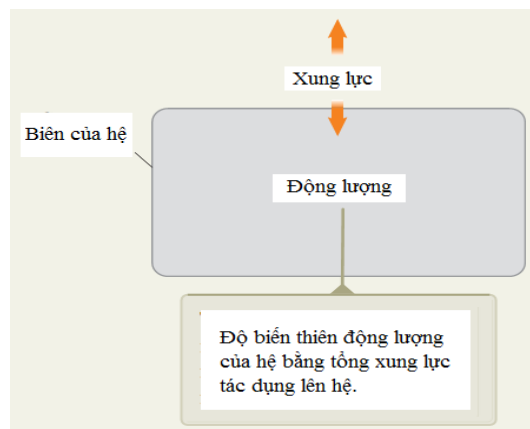 Xung lực
Biên của hệ
Động lượng
Độ biến thiên động lượng
của hệ bằng tổng xung lực
tác dụng lên hệ.